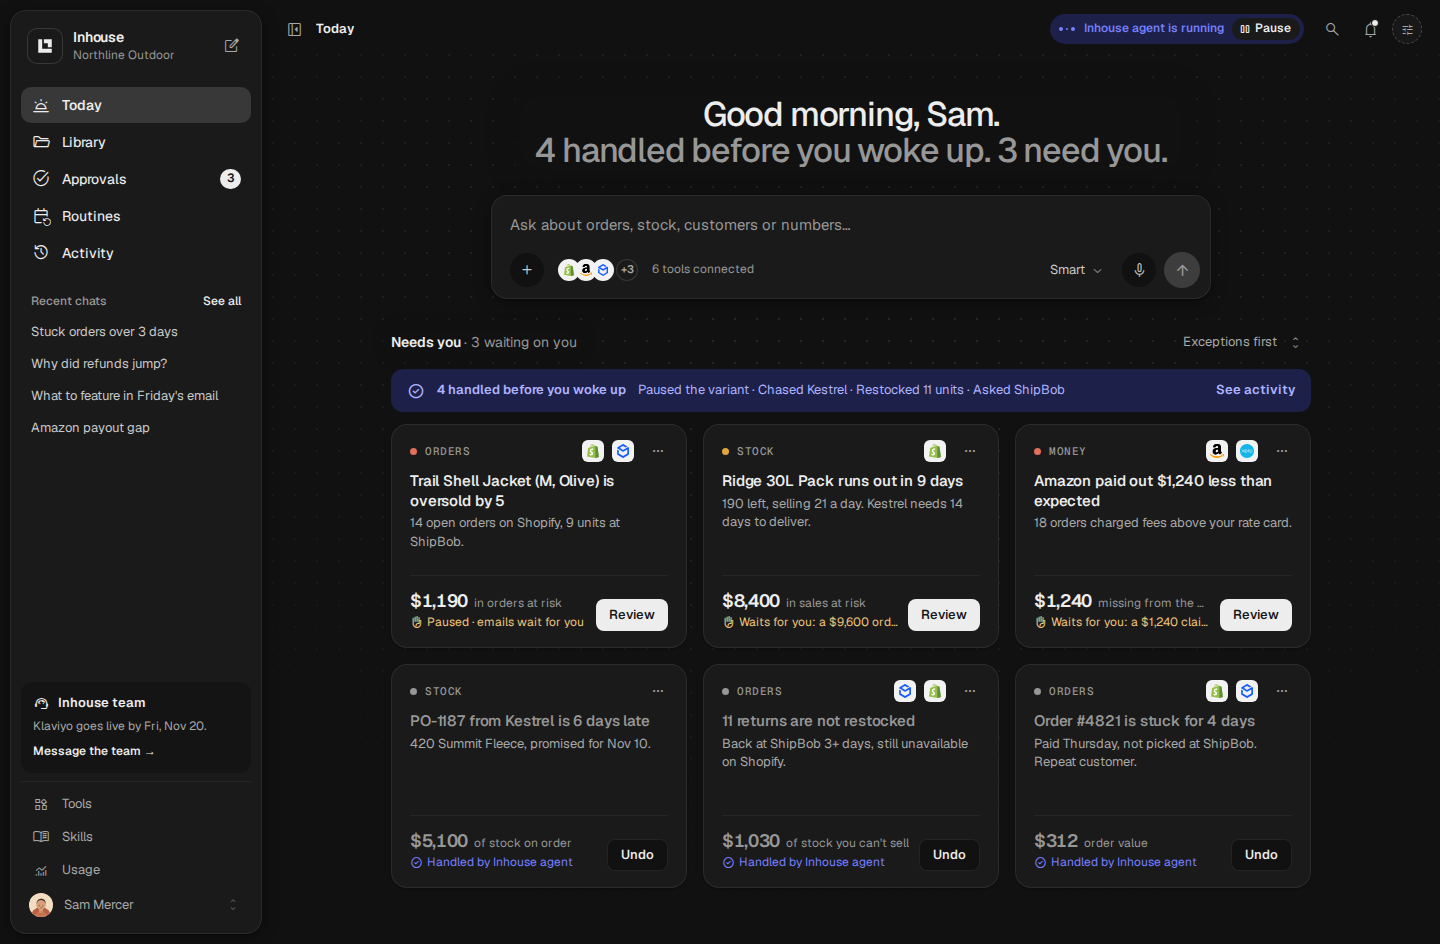 Inhouse
Northline Outdoor
Today
Library
Approvals
3
Routines
Activity
Recent chats
See all
Stuck orders over 3 days
Why did refunds jump?
What to feature in Friday's email
Amazon payout gap
Inhouse team
Klaviyo goes live by Fri, Nov 20.
Message the team →
Tools
Skills
Usage
Sam Mercer
Today
Inhouse agent is running
Pause
Good morning, Sam.
4 handled before you woke up. 3 need you.
Ask about orders, stock, customers or numbers...
+3
6 tools connected
Smart
Needs you · 3 waiting on you
Exceptions first
4 handled before you woke up Paused the variant · Chased Kestrel · Restocked 11 units · Asked ShipBob
See activity
ORDERS
Trail Shell Jacket (M, Olive) is
oversold by 5
14 open orders on Shopify, 9 units at
ShipBob.
$1,190 in orders at risk
Paused · emails wait for you
Review
STOCK
Ridge 30L Pack runs out in 9 days
190 left, selling 21 a day. Kestrel needs 14
days to deliver.
$8,400 in sales at risk
Waits for you: a $9,600 ord...
Review
MONEY
Amazon paid out $1,240 less than
expected
18 orders charged fees above your rate card.
$1,240 missing from the ...
Waits for you: a $1,240 clai...
Review
STOCK
PO-1187 from Kestrel is 6 days late
420 Summit Fleece, promised for Nov 10.
$5,100 of stock on order
Handled by Inhouse agent
Undo
ORDERS
11 returns are not restocked
Back at ShipBob 3+ days, still unavailable
on Shopify.
$1,030 of stock you can't sell
Handled by Inhouse agent
Undo
ORDERS
Order #4821 is stuck for 4 days
Paid Thursday, not picked at ShipBob.
Repeat customer.
$312 order value
Handled by Inhouse agent
Undo